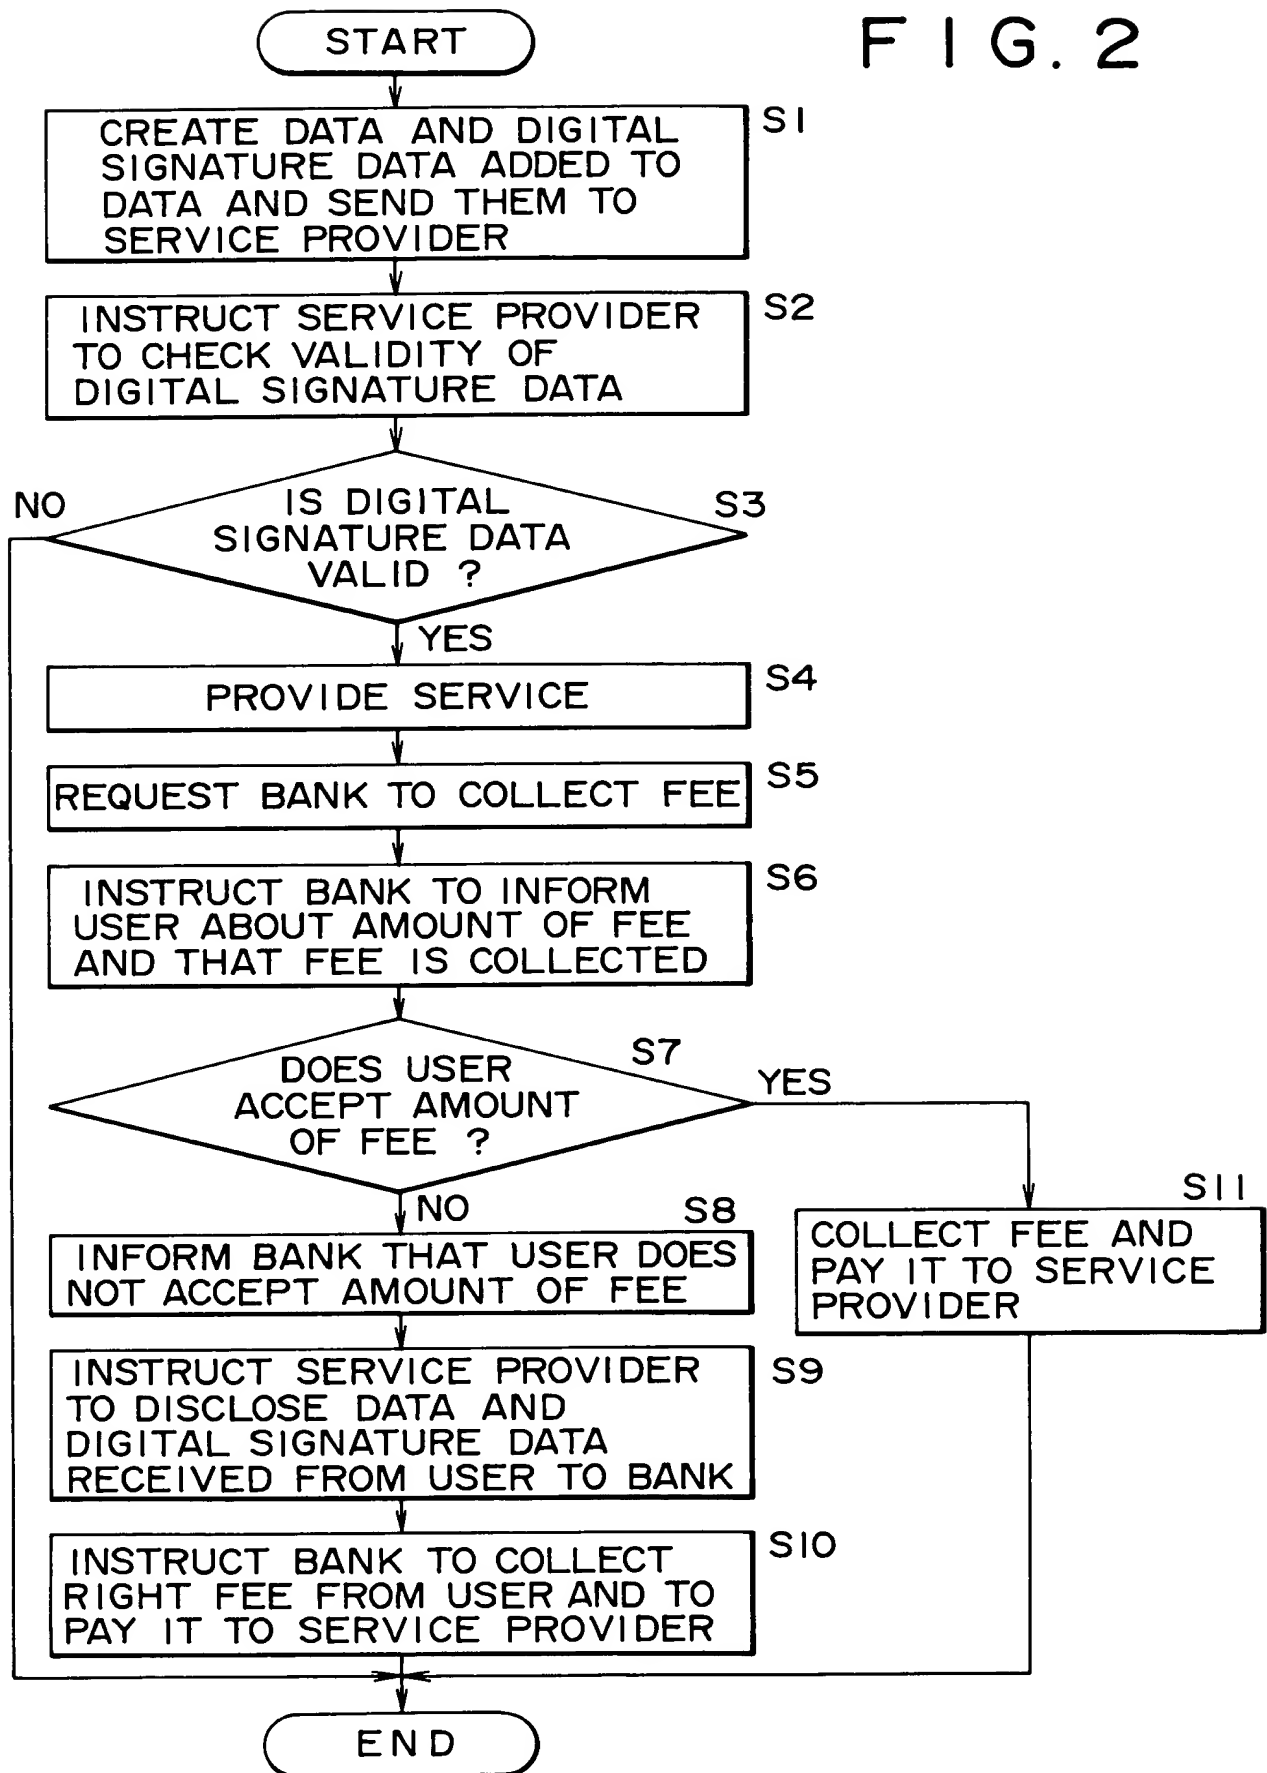 START
FIG. 2
S1
CREATE DATA AND DIGITAL
SIGNATURE DATA ADDED TO
DATA AND SEND THEM TO
SERVICE PROVIDER
S2
INSTRUCT SERVICE PROVIDER
TO CHECK VALIDITY OF
DIGITAL SIGNATURE DATA
NO
S3
IS DIGITAL
SIGNATURE DATA
VALID ?
YES
S4
PROVIDE SERVICE
S5
REQUEST BANK TO COLLECT FEE
S6
INSTRUCT BANK TO INFORM
USER ABOUT AMOUNT OF FEE
AND THAT FEE IS COLLECTED
S7
DOES USER
ACCEPT AMOUNT
OF FEE ?
YES
NO
S8
INFORM BANK THAT USER DOES
NOT ACCEPT AMOUNT OF FEE
S11
COLLECT FEE AND
PAY IT TO SERVICE
PROVIDER
S9
INSTRUCT SERVICE PROVIDER
TO DISCLOSE DATA AND
DIGITAL SIGNATURE DATA
RECEIVED FROM USER TO BANK
S10
INSTRUCT BANK TO COLLECT
RIGHT FEE FROM USER AND TO
PAY IT TO SERVICE PROVIDER
END